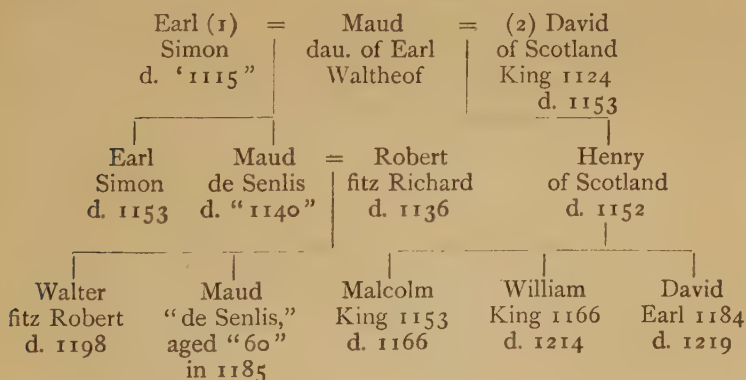 Earl (1) = Maud = (2) David
Simon dau. of Earl of Scotland
d. ‘1115” Waltheof King 1124
d. 1153
Earl Maud = Robert Henry
Simon de Senlis fitz Richard of Scotland
d. 1153 d. “1140” d. 1136 d. 1152
Walter Maud Malcolm William David
fitz Robert “de Senlis,” King 1153 King 1166 Earl 1184
d. 1198 aged “60” d. 1166 d. 1214 d. 1219
in 1185